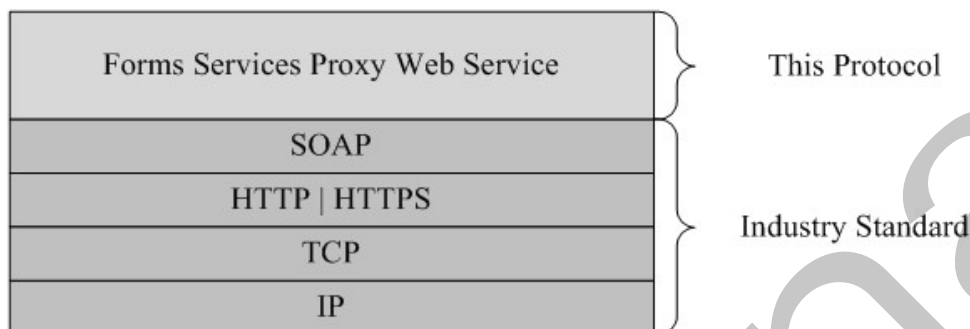 Forms Services Proxy Web Service
This Protocol
SOAP
HTTP | HTTPS
TCP
Industry Standard
IP